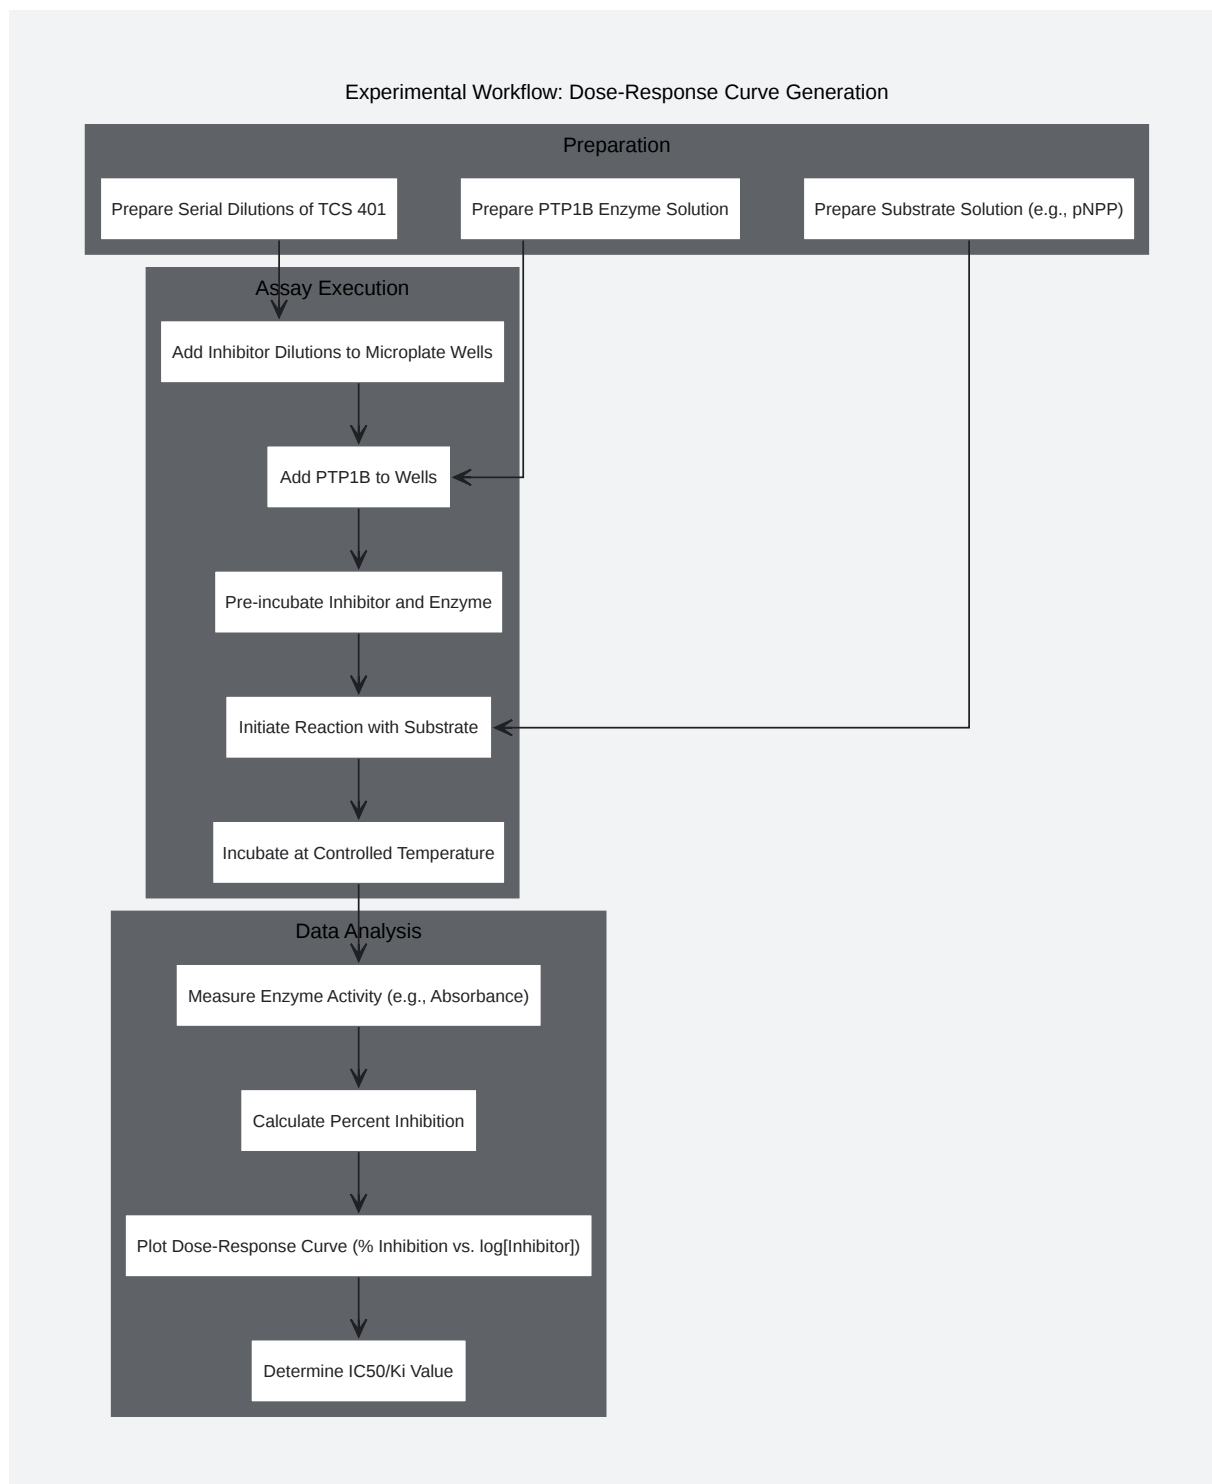 Experimental Workflow: Dose-Response Curve Generation
Preparation
Prepare Serial Dilutions of TCS 401
Prepare PTP1B Enzyme Solution
Prepare Substrate Solution (e.g., pNPP)
Assay Execution
Add Inhibitor Dilutions to Microplate Wells
Add PTP1B to Wells
Pre-incubate Inhibitor and Enzyme
Initiate Reaction with Substrate
Incubate at Controlled Temperature
Data Analysis
Measure Enzyme Activity (e.g., Absorbance)
Calculate Percent Inhibition
Plot Dose-Response Curve (% Inhibition vs. log[Inhibitor])
Determine IC50/Ki Value